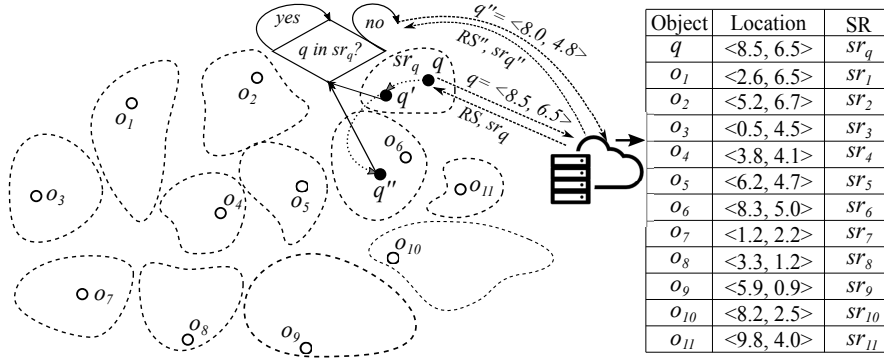 yes
no
q in sr_q?
sr_q
q
q'
q''
q''= <8.0, 4.8>
RS'', srq''
q= <8.5, 6.5>
RS, srq
o_1
o_2
o_3
o_4
o_5
o_6
o_7
o_8
o_9
o_10
o_11
Object Location SR
q <8.5, 6.5> sr_q
o_1 <2.6, 6.5> sr_1
o_2 <5.2, 6.7> sr_2
o_3 <0.5, 4.5> sr_3
o_4 <3.8, 4.1> sr_4
o_5 <6.2, 4.7> sr_5
o_6 <8.3, 5.0> sr_6
o_7 <1.2, 2.2> sr_7
o_8 <3.3, 1.2> sr_8
o_9 <5.9, 0.9> sr_9
o_10 <8.2, 2.5> sr_10
o_11 <9.8, 4.0> sr_11